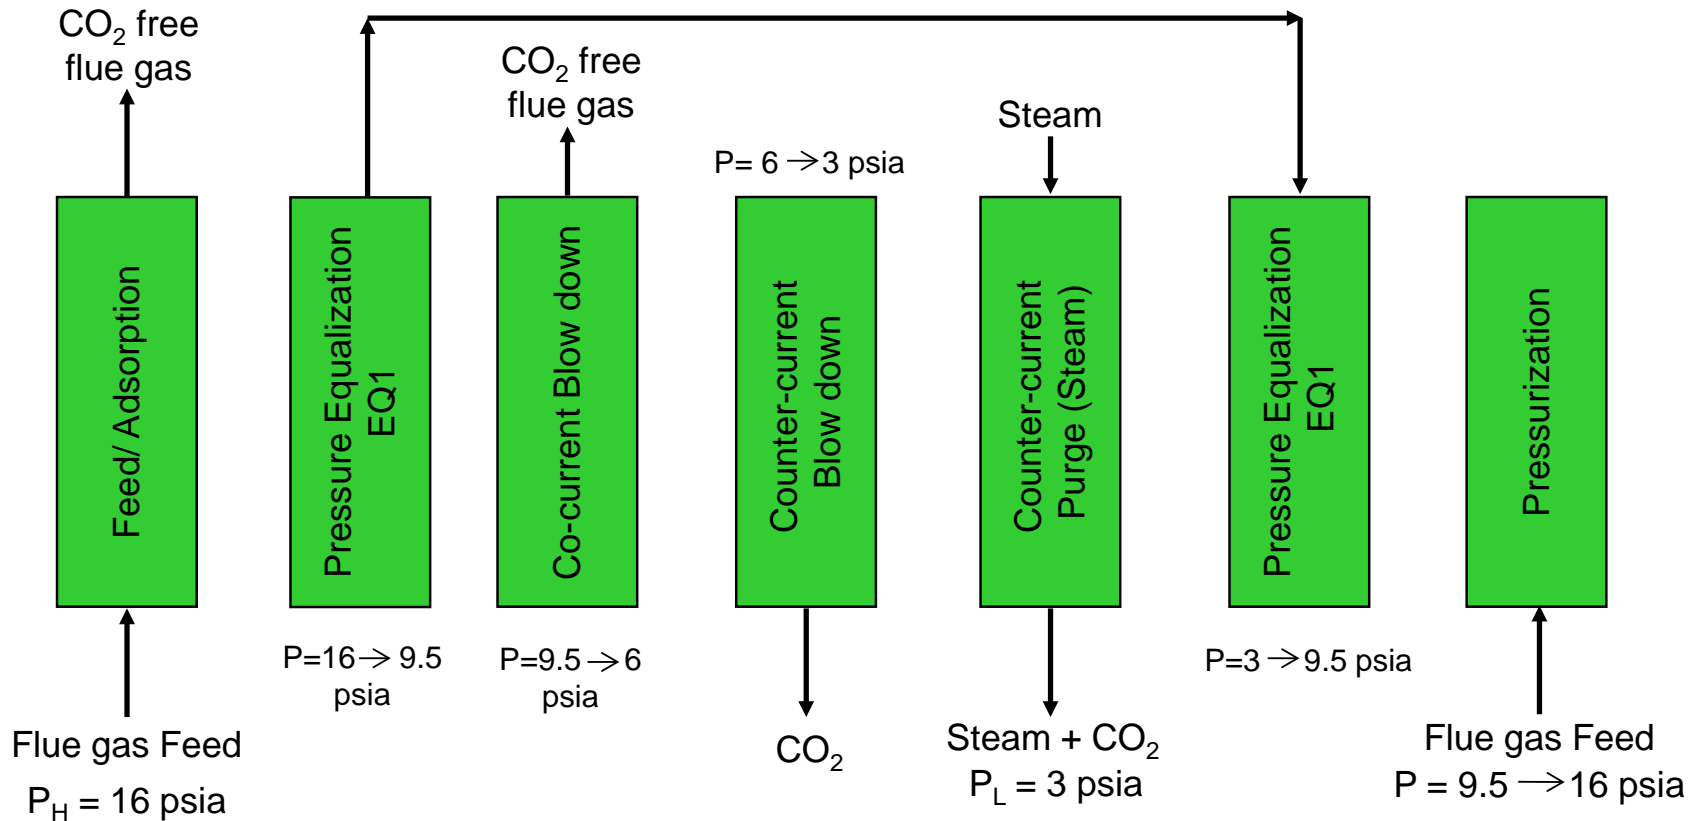 CO₂ free
flue gas
CO₂ free
flue gas
Steam
P= 6 → 3 psia
Feed/ Adsorption
Pressure Equalization
EQ1
Co-current Blow down
Counter-current
Blow down
Counter-current
Purge (Steam)
Pressure Equalization
EQ1
Pressurization
P=16 → 9.5
psia
P=9.5 → 6
psia
P=3 → 9.5 psia
Flue gas Feed
P_H = 16 psia
CO₂
Steam + CO₂
P_L = 3 psia
Flue gas Feed
P = 9.5 → 16 psia